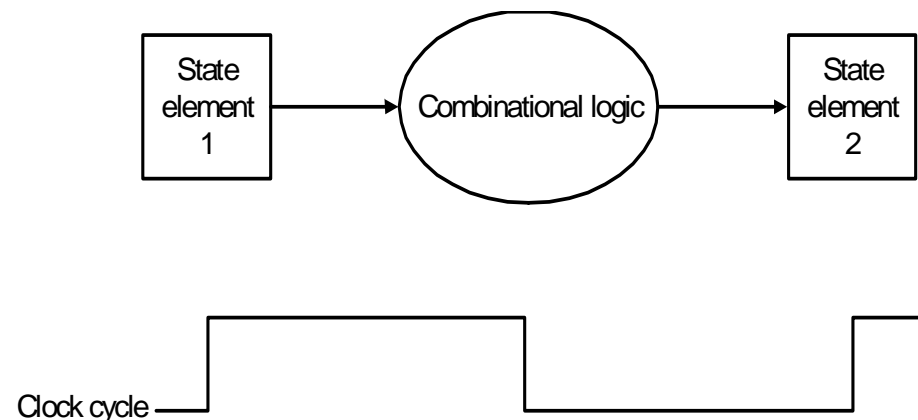 State
element
1
Combinational logic
State
element
2
Clock cycle